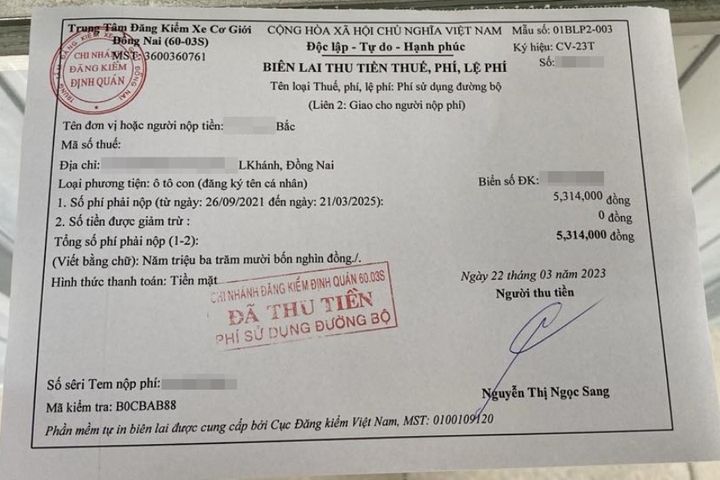 Trung Tâm Đăng Kiểm Xe Cơ Giới
Đồng Nai (60-03S)
MST: 3600360761
CỘNG HÒA XÃ HỘI CHỦ NGHĨA VIỆT NAM
Độc lập - Tự do - Hạnh phúc
Mẫu số: 01BLP2-003
Ký hiệu: CV-23T
Số:
CHI NHÁNH
ĐĂNG KIỂM
ĐỊNH QUÁN
BIÊN LAI THU TIỀN THUẾ, PHÍ, LỆ PHÍ
Tên loại Thuế, phí, lệ phí: Phí sử dụng đường bộ
(Liên 2: Giao cho người nộp phí)
Tên đơn vị hoặc người nộp tiền: Bắc
Mã số thuế:
Địa chỉ: LKhánh, Đồng Nai
Loại phương tiện: ô tô con (đăng ký tên cá nhân) Biển số ĐK:
1. Số phí phải nộp (từ ngày: 26/09/2021 đến ngày: 21/03/2025): 5,314,000 đồng
2. Số tiền được giảm trừ : 0 đồng
Tổng số phí phải nộp (1-2): 5,314,000 đồng
(Viết bằng chữ): Năm triệu ba trăm mười bốn nghìn đồng./.
Hình thức thanh toán: Tiền mặt
Ngày 22 tháng 03 năm 2023
Người thu tiền
CHI NHÁNH ĐĂNG KIỂM ĐỊNH QUÁN 60.03S
ĐÃ THU TIỀN
PHÍ SỬ DỤNG ĐƯỜNG BỘ
Nguyễn Thị Ngọc Sang
Số sêri Tem nộp phí:
Mã kiểm tra: B0CBAB88
Phần mềm tự in biên lai được cung cấp bởi Cục Đăng kiểm Việt Nam, MST: 0100109120